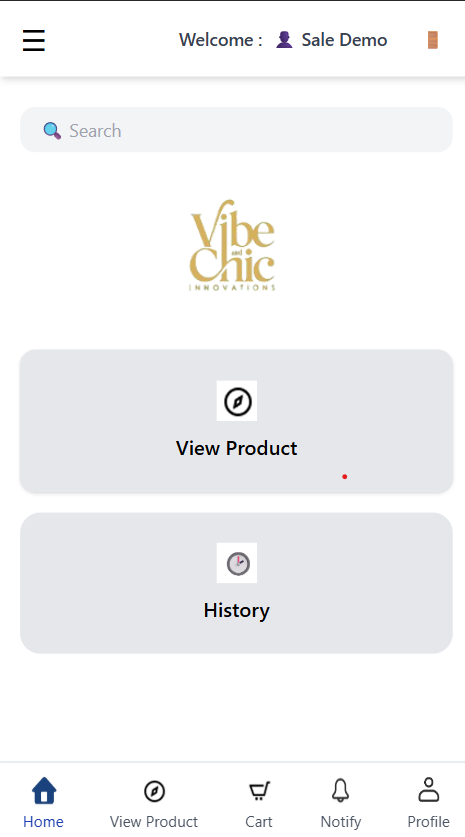 Welcome : Sale Demo
Search
Vibe
and
Chic
INNOVATIONS
View Product
History
Home View Product Cart Notify Profile